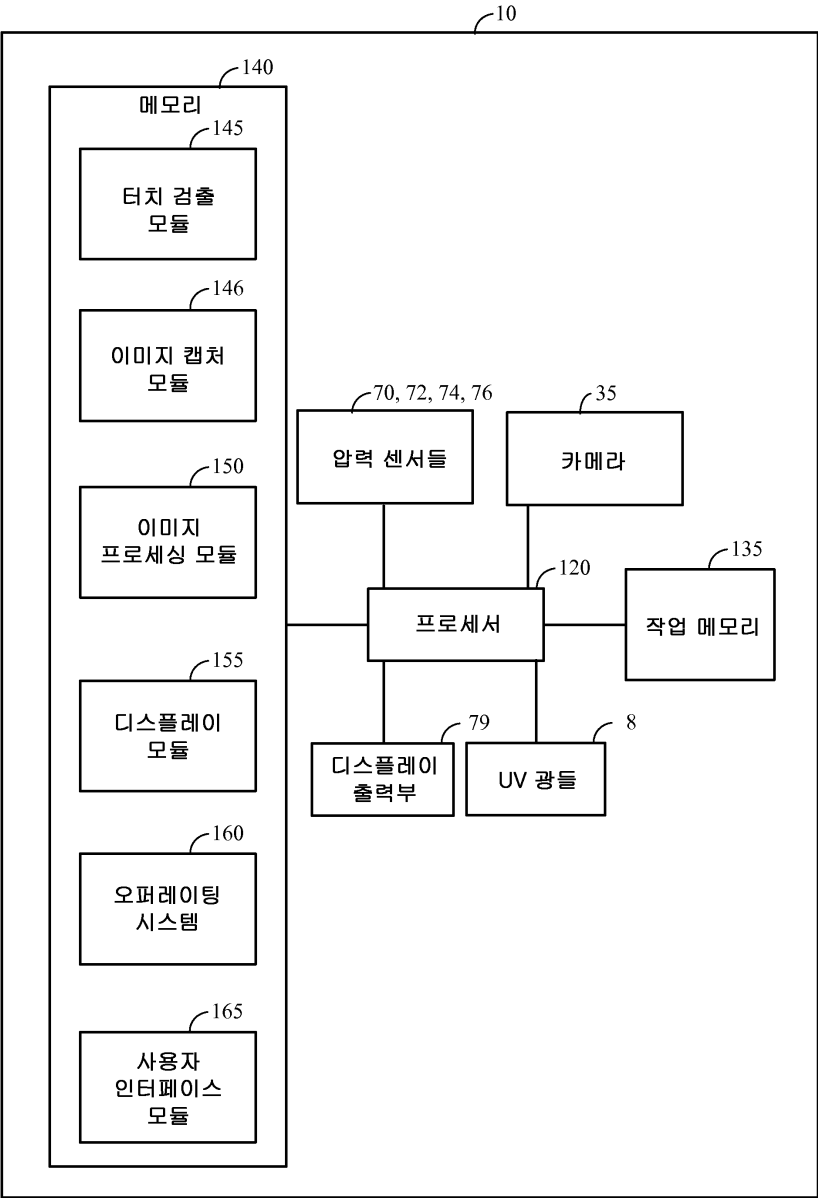 10
140
메모리
145
터치 검출
모듈
146
이미지 캡처
모듈
150
이미지
프로세싱 모듈
155
디스플레이
모듈
160
오퍼레이팅
시스템
165
사용자
인터페이스
모듈
70, 72, 74, 76
압력 센서들
35
카메라
120
프로세서
135
작업 메모리
79
디스플레이
출력부
8
UV 광들